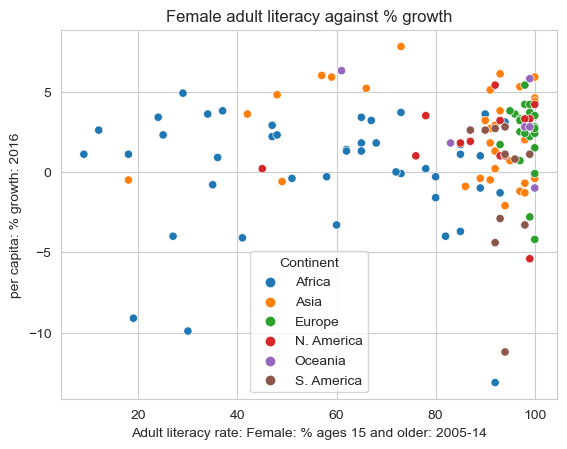 Female adult literacy against % growth
per capita: % growth: 2016
5
0
−5
−10
Continent
Africa
Asia
Europe
N. America
Oceania
S. America
20 40 60 80 100
Adult literacy rate: Female: % ages 15 and older: 2005-14